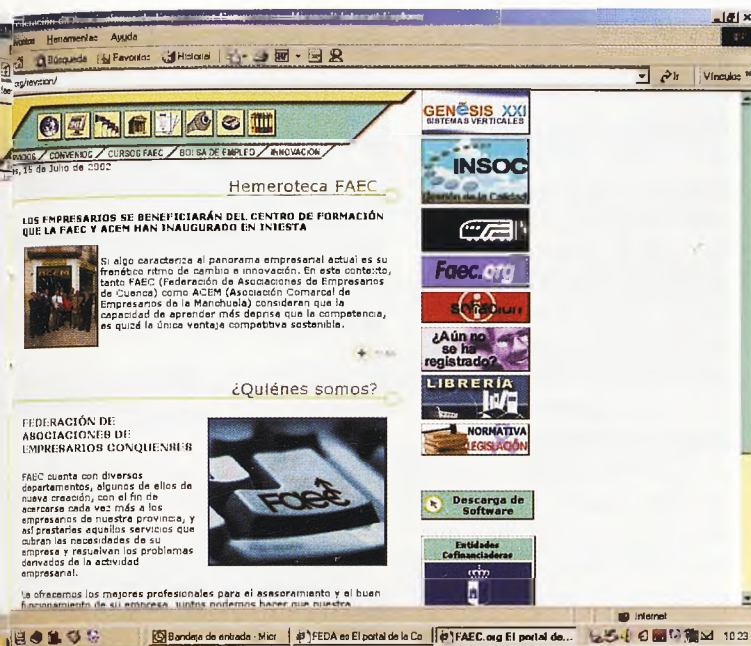 Herramientas Ayuda
Búsqueda Favoritos Historial
org/revision/
Ir Vínculos
CONVENIOS / CURSOS FAEC / BOLSA DE EMPLEO / INNOVACIÓN
15 de Julio de 2002
Hemeroteca FAEC
LOS EMPRESARIOS SE BENEFICIARÁN DEL CENTRO DE FORMACIÓN
QUE LA FAEC Y ACEM HAN INAUGURADO EN INIESTA
ACEM
Si algo caracteriza al panorama empresarial actual es su
frenético ritmo de cambio e innovación. En este contexto,
tanto FAEC (Federación de Asociaciones de Empresarios
de Cuenca) como ACEM (Asociación Comarcal de
Empresarios de la Manchuela) consideran que la
capacidad de aprender más deprisa que la competencia,
es quizá la única ventaja competitiva sostenible.
¿Quiénes somos?
FEDERACIÓN DE
ASOCIACIONES DE
EMPRESARIOS CONQUENSES
FAEC cuenta con diversos
departamentos, algunos de ellos de
nueva creación, con el fin de
acercarse cada vez más a los
empresarios de nuestra provincia, y
así prestarles aquellos servicios que
cubran las necesidades de su
empresa y resuelvan los problemas
derivados de la actividad
empresarial.
Faec
Le ofrecemos los mejores profesionales para el asesoramiento y el buen
funcionamiento de su empresa, juntos podemos hacer que nuestra
GENESIS XXI
SISTEMAS VERTICALES
INSOC
Gestión de la Calidad
Faec.org
¿Aún no
se ha
registrado?
LIBRERÍA
NORMATIVA
LEGISLACIÓN
Descarga de
Software
Entidades
Cofinanciadoras
Internet
Bandeja de entrada - Micr
FEDA es El portal de la Co
FAEC.org El portal de...
10:23